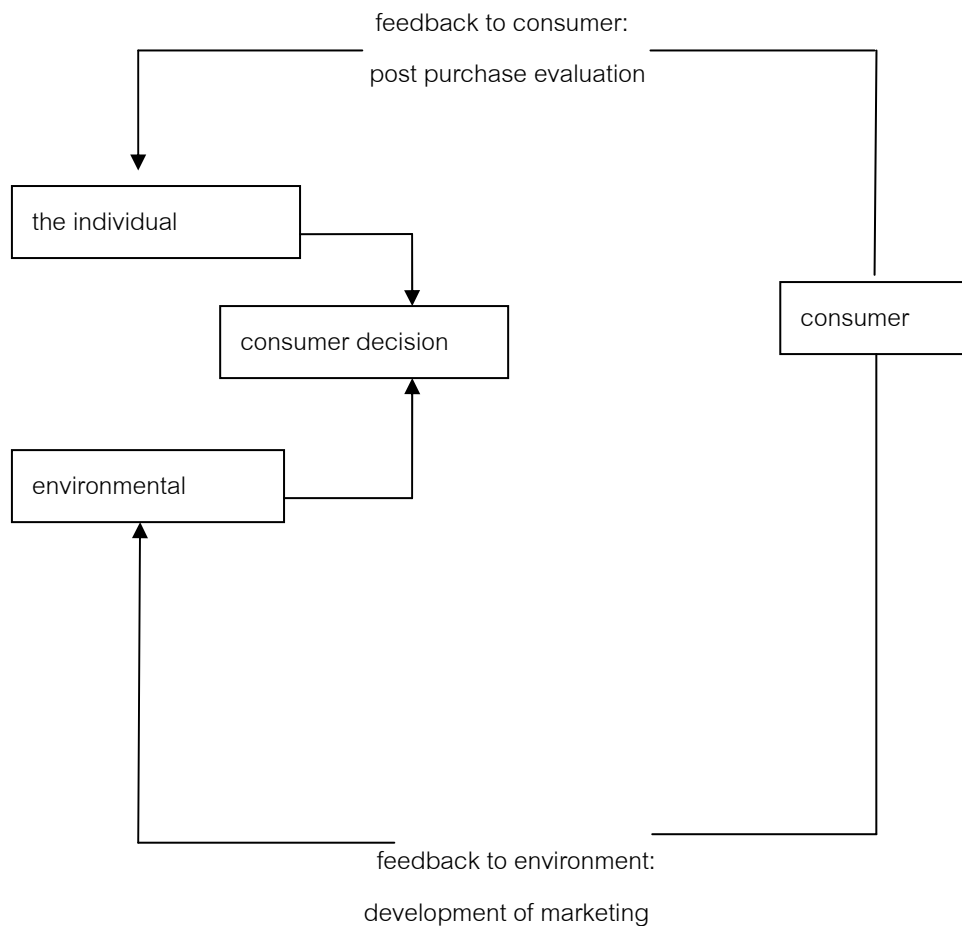 feedback to consumer:
post purchase evaluation
the individual
consumer
consumer decision
environmental
feedback to environment:
development of marketing